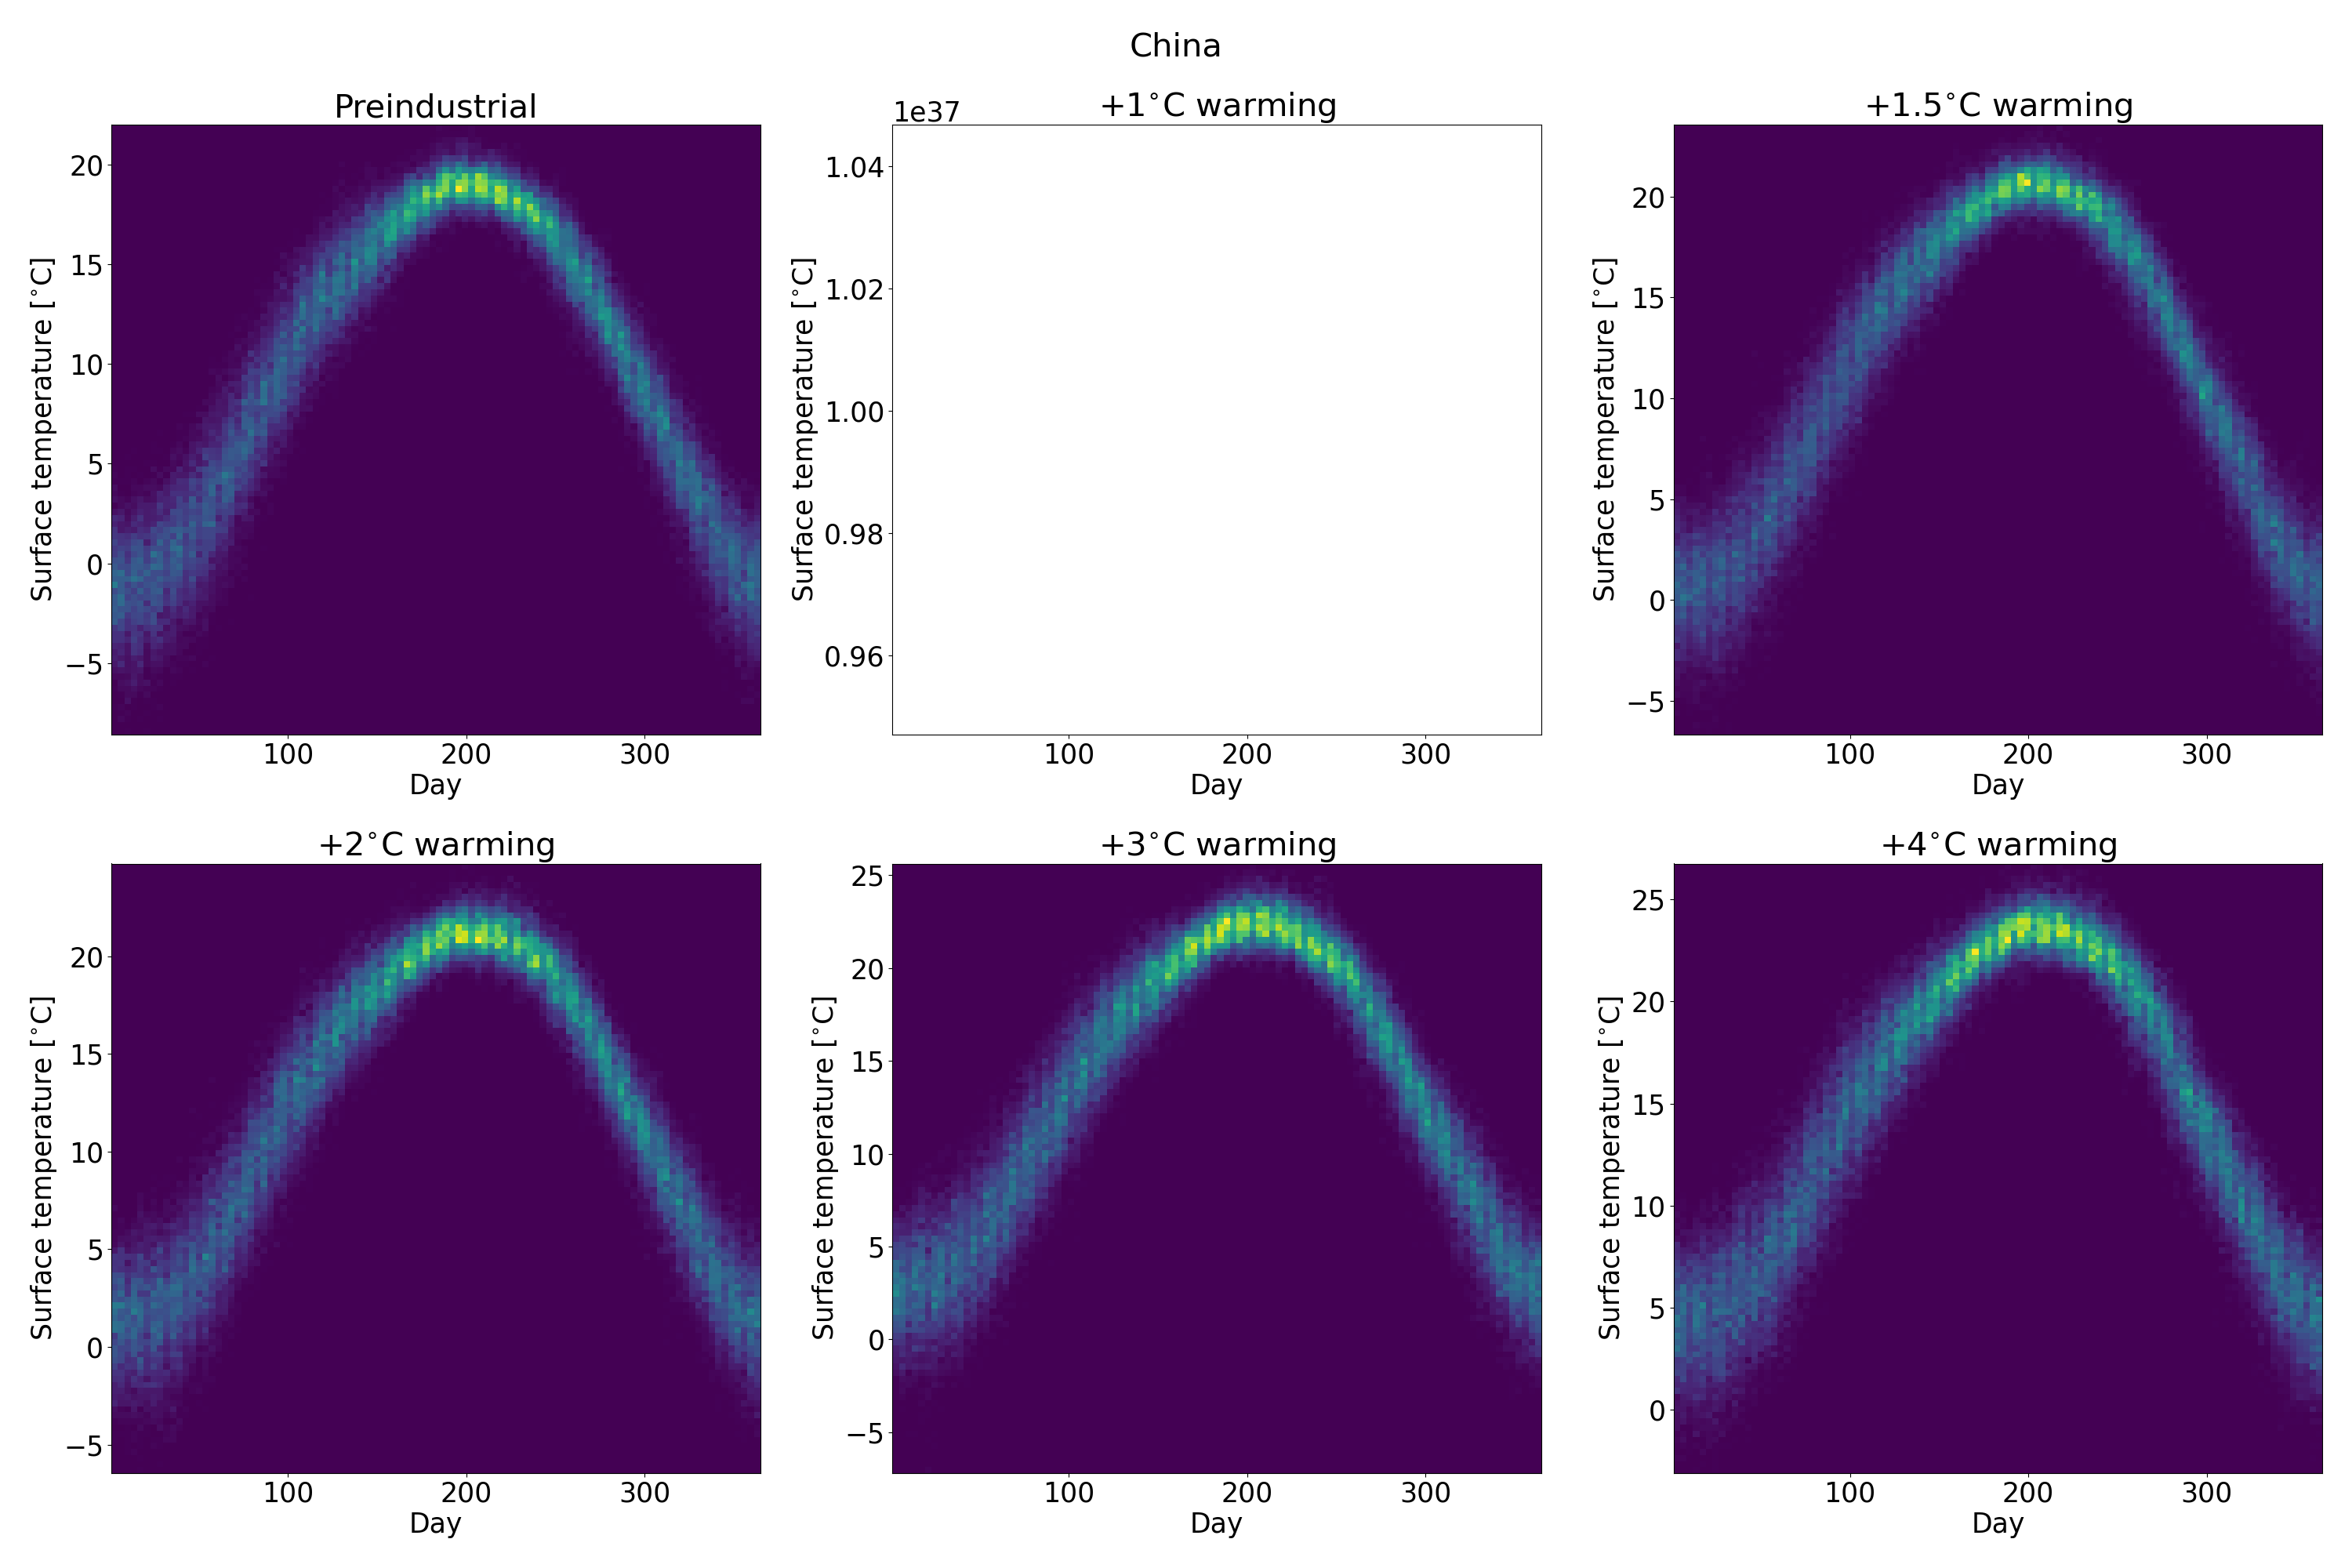 China
Preindustrial
+1°C warming
+1.5°C warming
1e37
Surface temperature [°C]
20
15
10
5
0
−5
100
200
300
Day
Surface temperature [°C]
1.04
1.02
1.00
0.98
0.96
100
200
300
Day
Surface temperature [°C]
20
15
10
5
0
−5
100
200
300
Day
+2°C warming
+3°C warming
+4°C warming
Surface temperature [°C]
20
15
10
5
0
−5
100
200
300
Day
Surface temperature [°C]
25
20
15
10
5
0
−5
100
200
300
Day
Surface temperature [°C]
25
20
15
10
5
0
100
200
300
Day